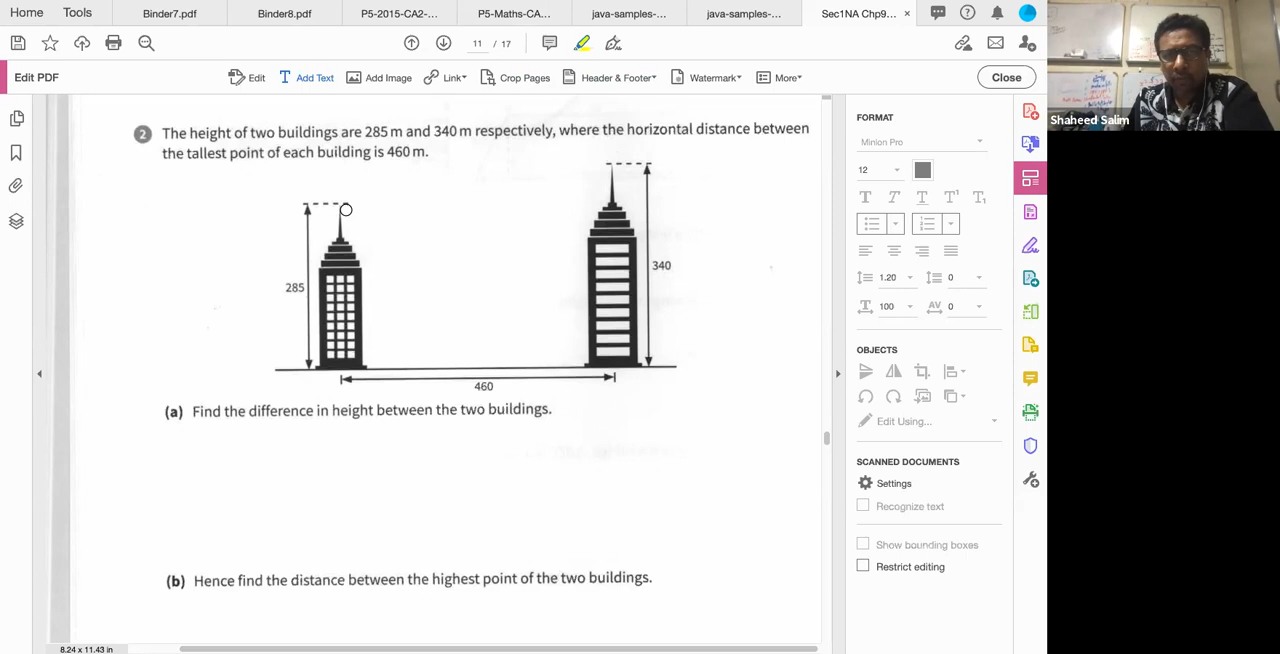 Home
Tools
Binder7.pdf
Binder8.pdf
P5-2015-CA2-...
P5-Maths-CA...
java-samples-...
java-samples-...
Sec1NA Chp9... ×
11 / 17
Edit PDF
Edit
Add Text
Add Image
Link
Crop Pages
Header & Footer
Watermark
More
Close
Shaheed Salim
2 The height of two buildings are 285 m and 340 m respectively, where the horizontal distance between
the tallest point of each building is 460 m.
285
340
460
(a) Find the difference in height between the two buildings.
(b) Hence find the distance between the highest point of the two buildings.
8.24 x 11.43 in
FORMAT
Minion Pro
12
T T T T¹ T₁
1.20
0
100
AV 0
OBJECTS
Edit Using...
SCANNED DOCUMENTS
Settings
Recognize text
Show bounding boxes
Restrict editing